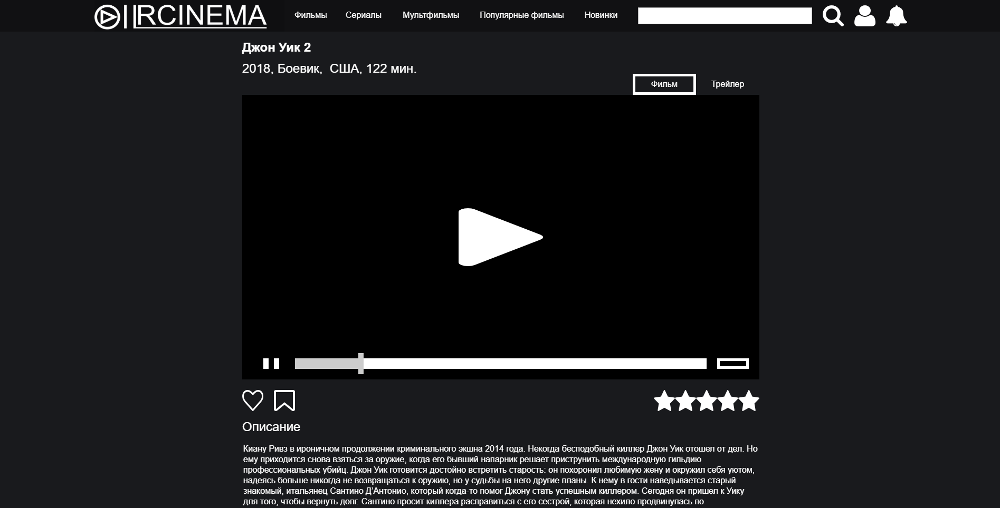 IRCINEMA
Фильмы Сериалы Мультфильмы Популярные фильмы Новинки
Джон Уик 2
2018, Боевик, США, 122 мин.
Фильм Трейлер
Описание
Киану Ривз в ироничном продолжении криминального экшна 2014 года. Некогда бесподобный киллер Джон Уик отошел от дел. Но
ему приходится снова взяться за оружие, когда его бывший напарник решает приструнить международную гильдию
профессиональных убийц. Джон Уик готовится достойно встретить старость: он похоронил любимую жену и окружил себя уютом,
надеясь больше никогда не возвращаться к оружию, но у судьбы на него другие планы. К нему в гости наведывается старый
знакомый, итальянец Сантино Д’Антонио, который когда-то помог Джону стать успешным киллером. Сегодня он пришел к Уику
для того, чтобы вернуть долг. Сантино просит киллера расправиться с его сестрой, которая нехило продвинулась по